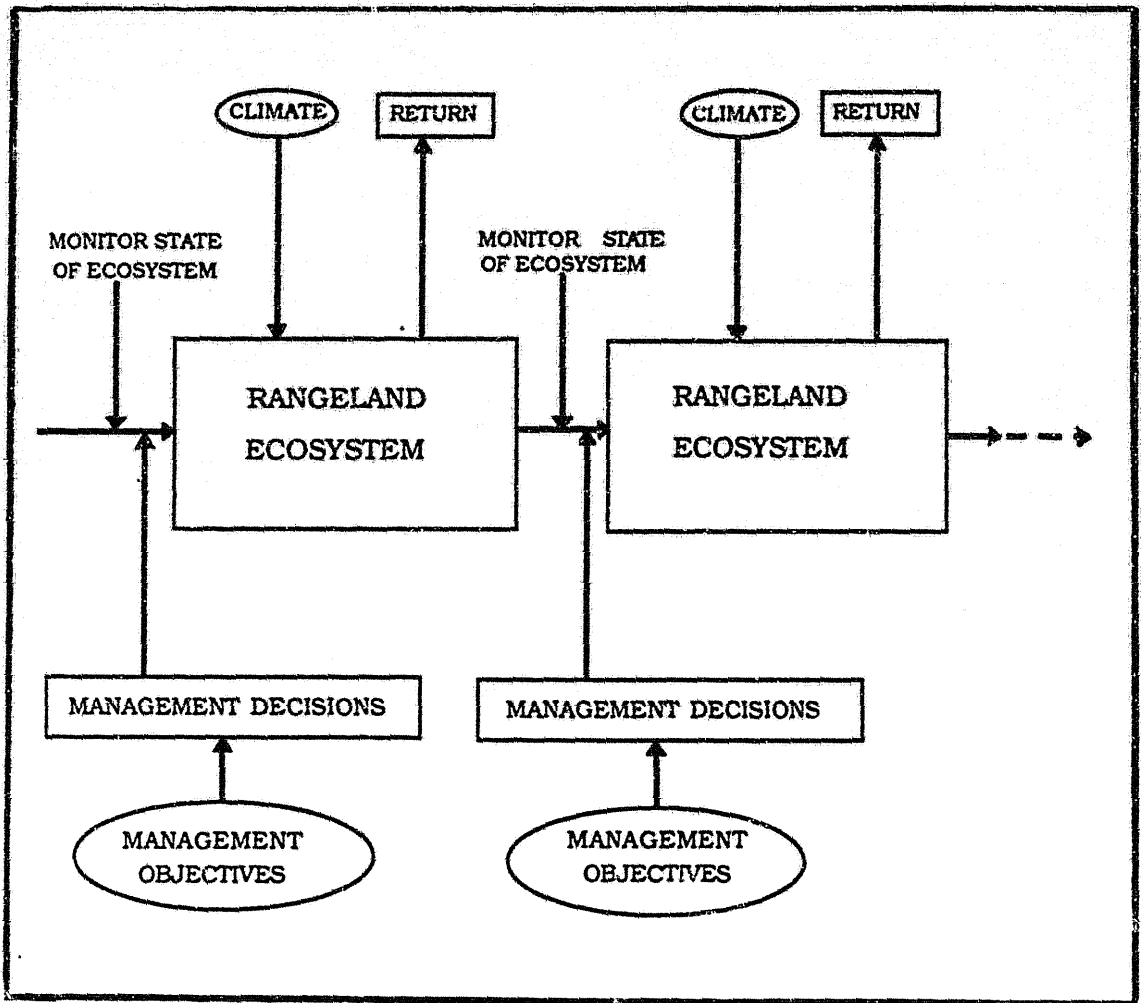 CLIMATE
RETURN
CLIMATE
RETURN
MONITOR STATE
OF ECOSYSTEM
MONITOR STATE
OF ECOSYSTEM
RANGELAND
ECOSYSTEM
RANGELAND
ECOSYSTEM
MANAGEMENT DECISIONS
MANAGEMENT DECISIONS
MANAGEMENT
OBJECTIVES
MANAGEMENT
OBJECTIVES